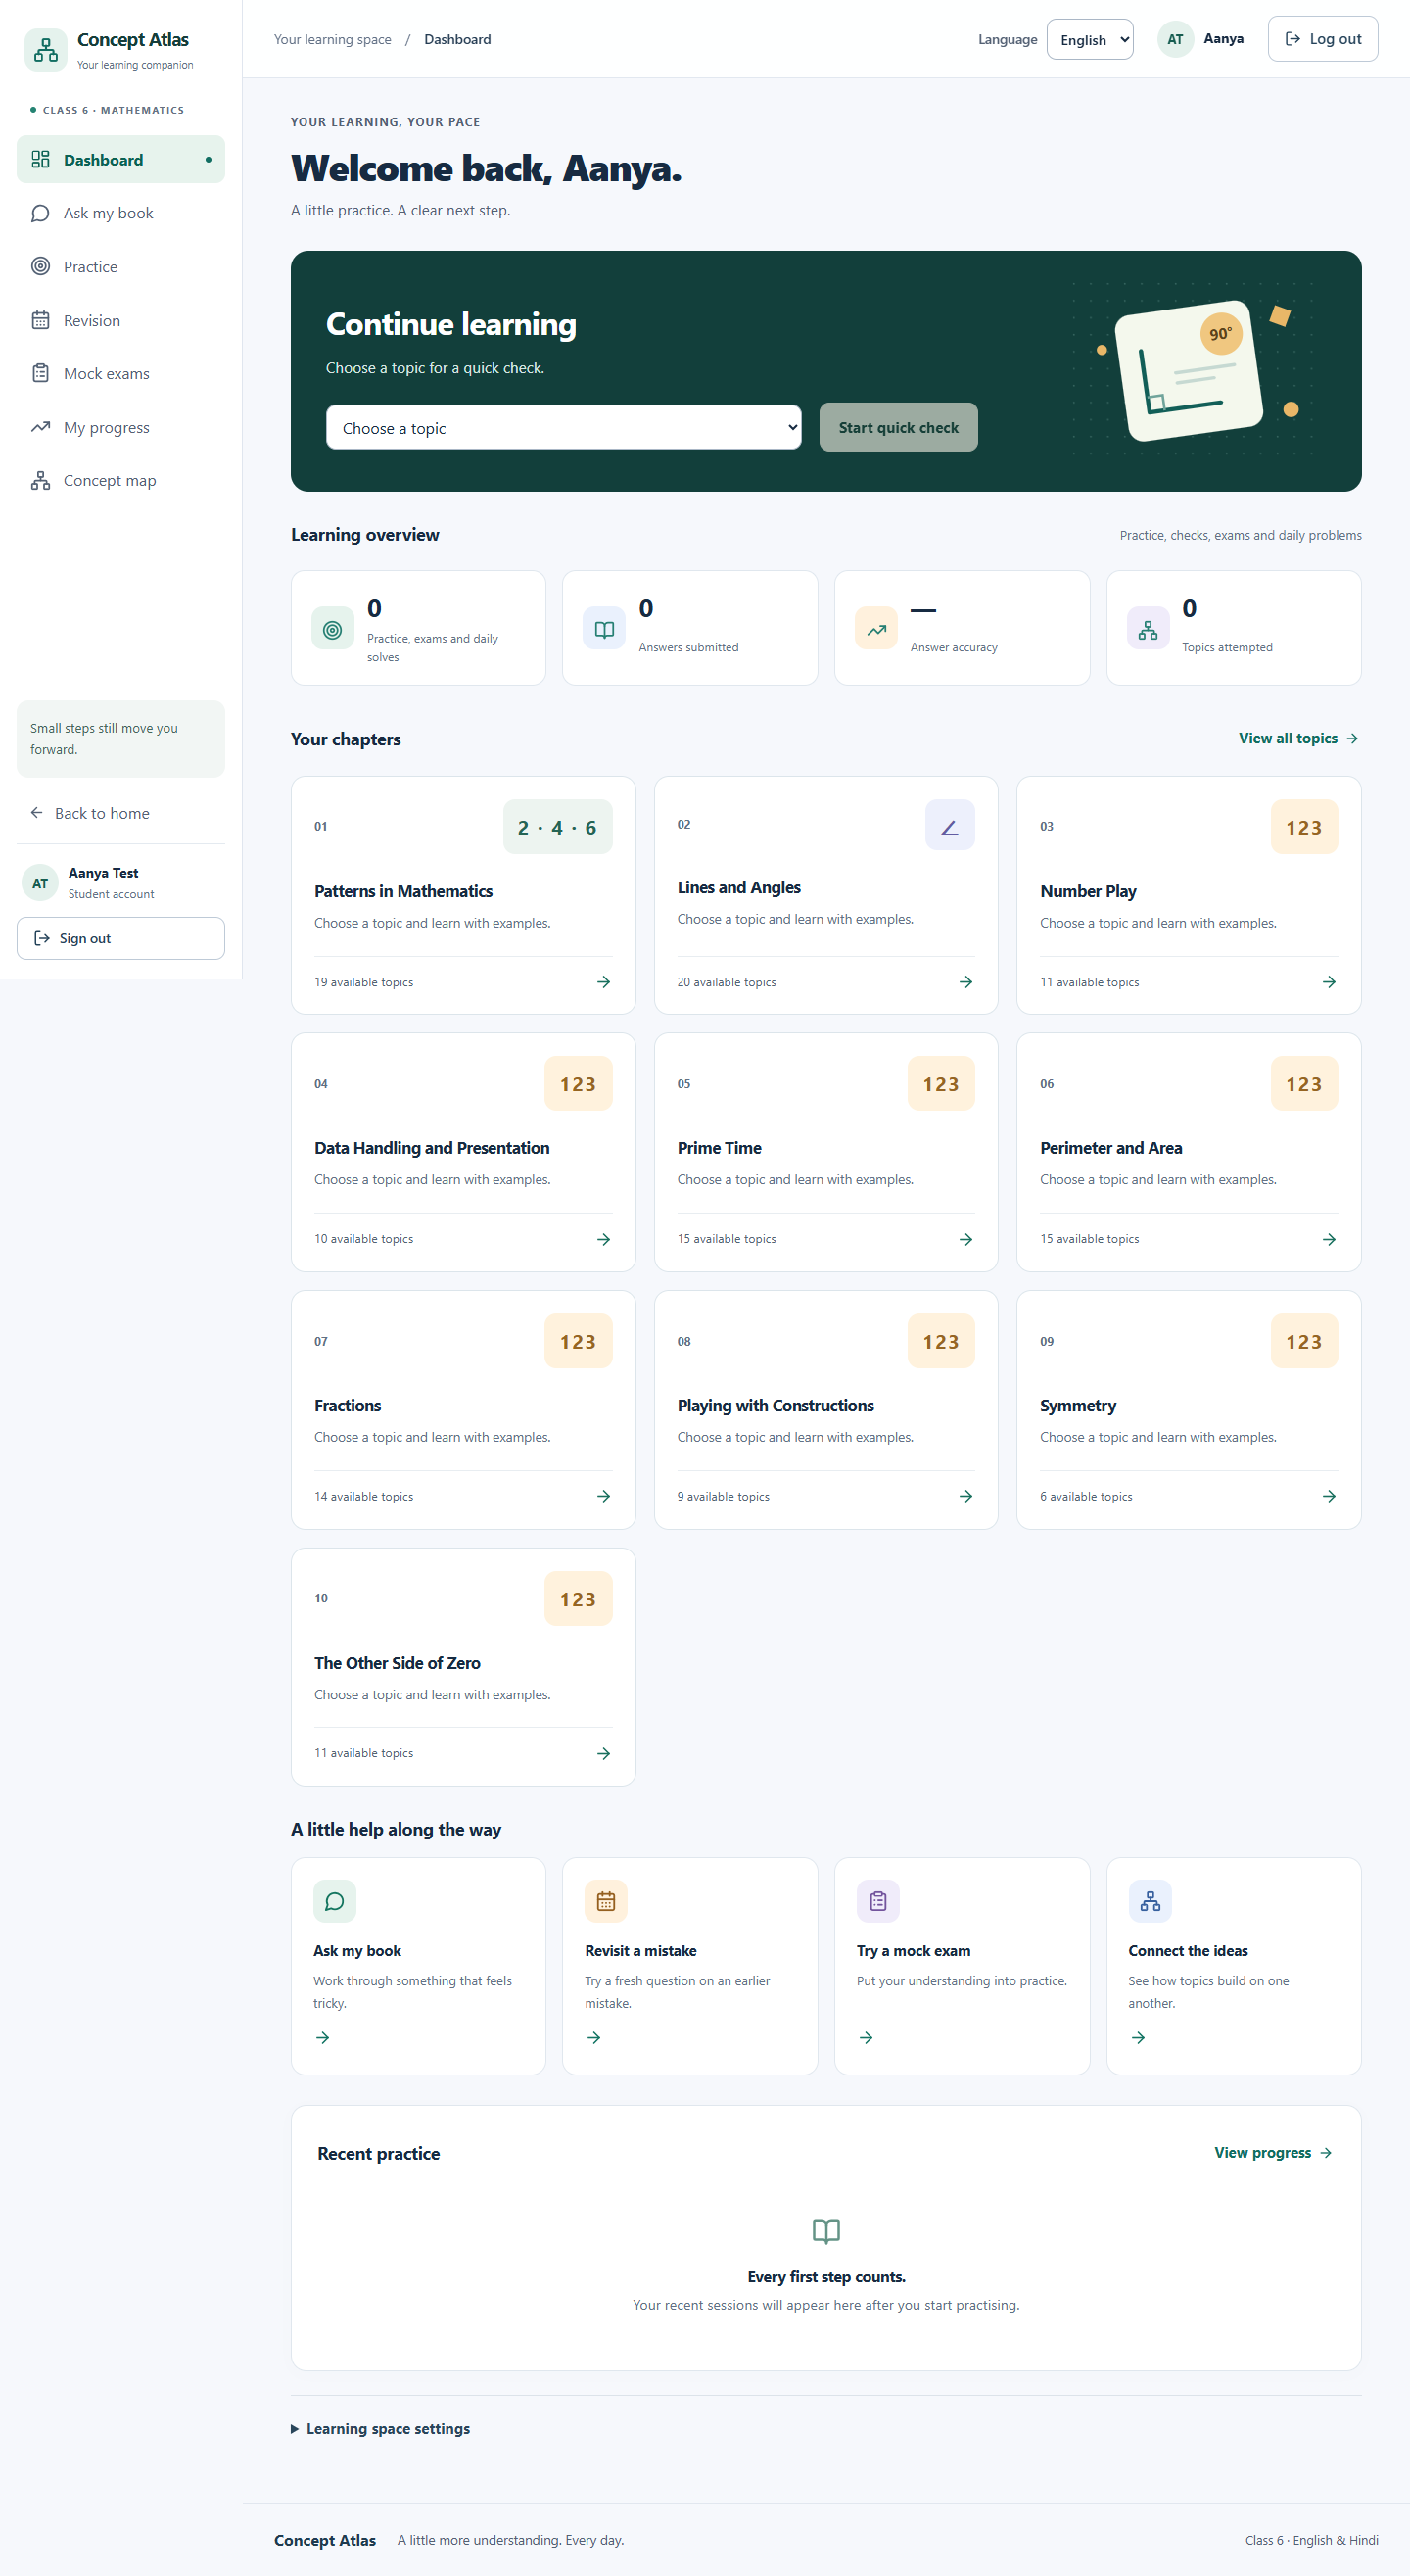 Concept Atlas
Your learning companion
CLASS 6 · MATHEMATICS
Dashboard
Ask my book
Practice
Revision
Mock exams
My progress
Concept map
Small steps still move you
forward.
Back to home
AT
Aanya Test
Student account
Sign out
Your learning space / Dashboard
Language
English
AT
Aanya
Log out
YOUR LEARNING, YOUR PACE
Welcome back, Aanya.
A little practice. A clear next step.
Continue learning
Choose a topic for a quick check.
Choose a topic
Start quick check
90°
Learning overview
Practice, checks, exams and daily problems
0
Practice, exams and daily
solves
0
Answers submitted
—
Answer accuracy
0
Topics attempted
Your chapters
View all topics
01
2 · 4 · 6
Patterns in Mathematics
Choose a topic and learn with examples.
19 available topics
02
Lines and Angles
Choose a topic and learn with examples.
20 available topics
03
123
Number Play
Choose a topic and learn with examples.
11 available topics
04
123
Data Handling and Presentation
Choose a topic and learn with examples.
10 available topics
05
123
Prime Time
Choose a topic and learn with examples.
15 available topics
06
123
Perimeter and Area
Choose a topic and learn with examples.
15 available topics
07
123
Fractions
Choose a topic and learn with examples.
14 available topics
08
123
Playing with Constructions
Choose a topic and learn with examples.
9 available topics
09
123
Symmetry
Choose a topic and learn with examples.
6 available topics
10
123
The Other Side of Zero
Choose a topic and learn with examples.
11 available topics
A little help along the way
Ask my book
Work through something that feels
tricky.
Revisit a mistake
Try a fresh question on an earlier
mistake.
Try a mock exam
Put your understanding into practice.
Connect the ideas
See how topics build on one
another.
Recent practice
View progress
Every first step counts.
Your recent sessions will appear here after you start practising.
Learning space settings
Concept Atlas
A little more understanding. Every day.
Class 6 · English & Hindi